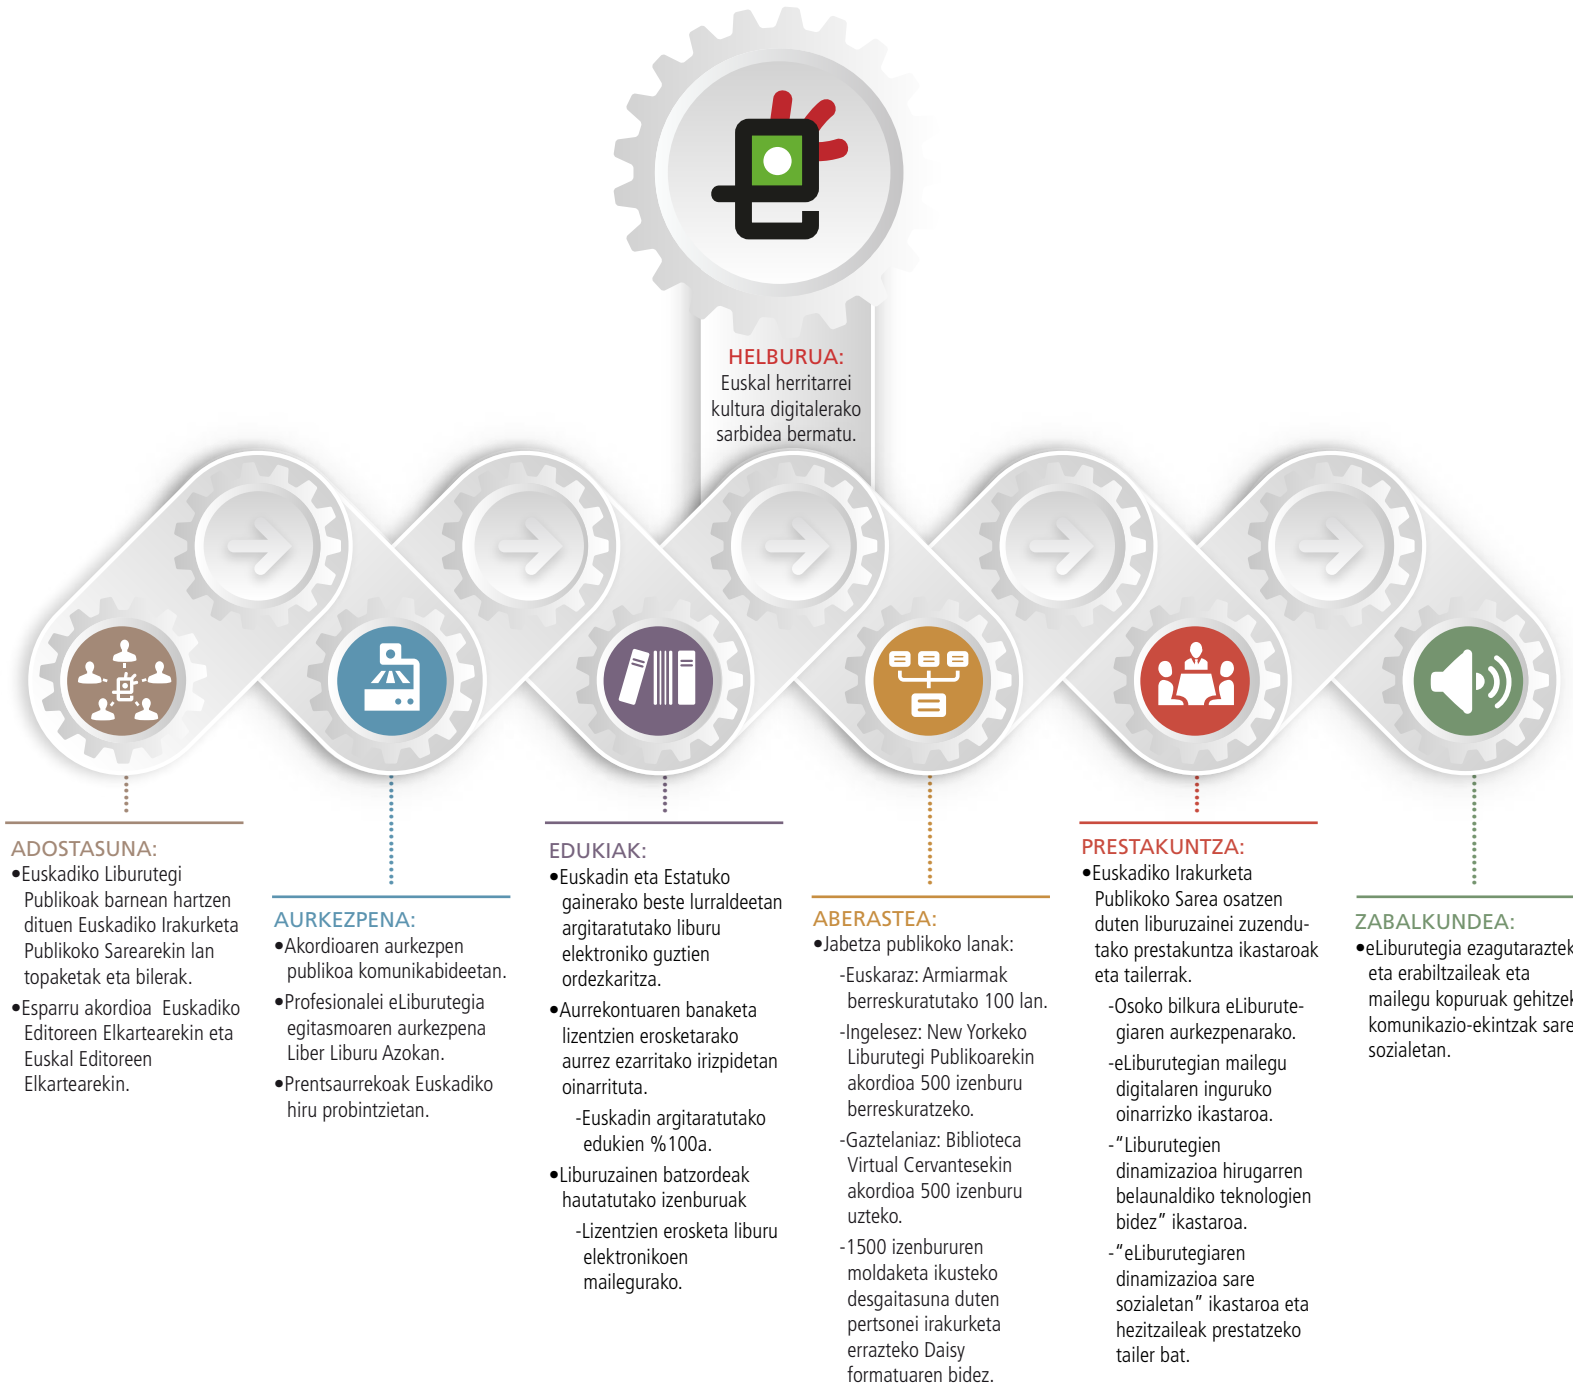 HELBURUA:
Euskal herritarrei
kultura digitalerako
sarbidea bermatu.
ADOSTASUNA:
•Euskadiko Liburutegi
Publikoak barnean hartzen
dituen Euskadiko Irakurketa
Publikoko Sarearekin lan
topaketak eta bilerak.
•Esparru akordioa Euskadiko
Editoreen Elkartearekin eta
Euskal Editoreen
Elkartearekin.
AURKEZPENA:
•Akordioaren aurkezpen
publikoa komunikabideetan.
•Profesionalei eLiburutegia
egitasmoaren aurkezpena
Liber Liburu Azokan.
•Prentsaurrekoak Euskadiko
hiru probintzietan.
EDUKIAK:
•Euskadin eta Estatuko
gainerako beste lurraldeetan
argitaratutako liburu
elektroniko guztien
ordezkaritza.
•Aurrekontuaren banaketa
lizentzien erosketarako
aurrez ezarritako irizpidetan
oinarrituta.
-Euskadin argitaratutako
edukien %100a.
•Liburuzainen batzordeak
hautatutako izenburuak
-Lizentzien erosketa liburu
elektronikoen
mailegurako.
ABERASTEA:
•Jabetza publikoko lanak:
-Euskaraz: Armiarmak
berreskuratutako 100 lan.
-Ingelesez: New Yorkeko
Liburutegi Publikoarekin
akordioa 500 izenburu
berreskuratzeko.
-Gaztelaniaz: Biblioteca
Virtual Cervantesekin
akordioa 500 izenburu
uzteko.
-1500 izenbururen
moldaketa ikusteko
desgaitasuna duten
pertsonei irakurketa
errazteko Daisy
formatuaren bidez.
PRESTAKUNTZA:
•Euskadiko Irakurketa
Publikoko Sarea osatzen
duten liburuzainei zuzendu-
tako prestakuntza ikastaroak
eta tailerrak.
-Osoko bilkura eLiburute-
giaren aurkezpenarako.
-eLiburutegian mailegu
digitalaren inguruko
oinarrizko ikastaroa.
-“Liburutegien
dinamizazioa hirugarren
belaunaldiko teknologien
bidez” ikastaroa.
-“eLiburutegiaren
dinamizazioa sare
sozialetan” ikastaroa eta
hezitzaileak prestatzeko
tailer bat.
ZABALKUNDEA:
•eLiburutegia
eta erabiltzaileak eta
mailegu kopuruak
komunikazio-ekintzak sare
sozialetan.